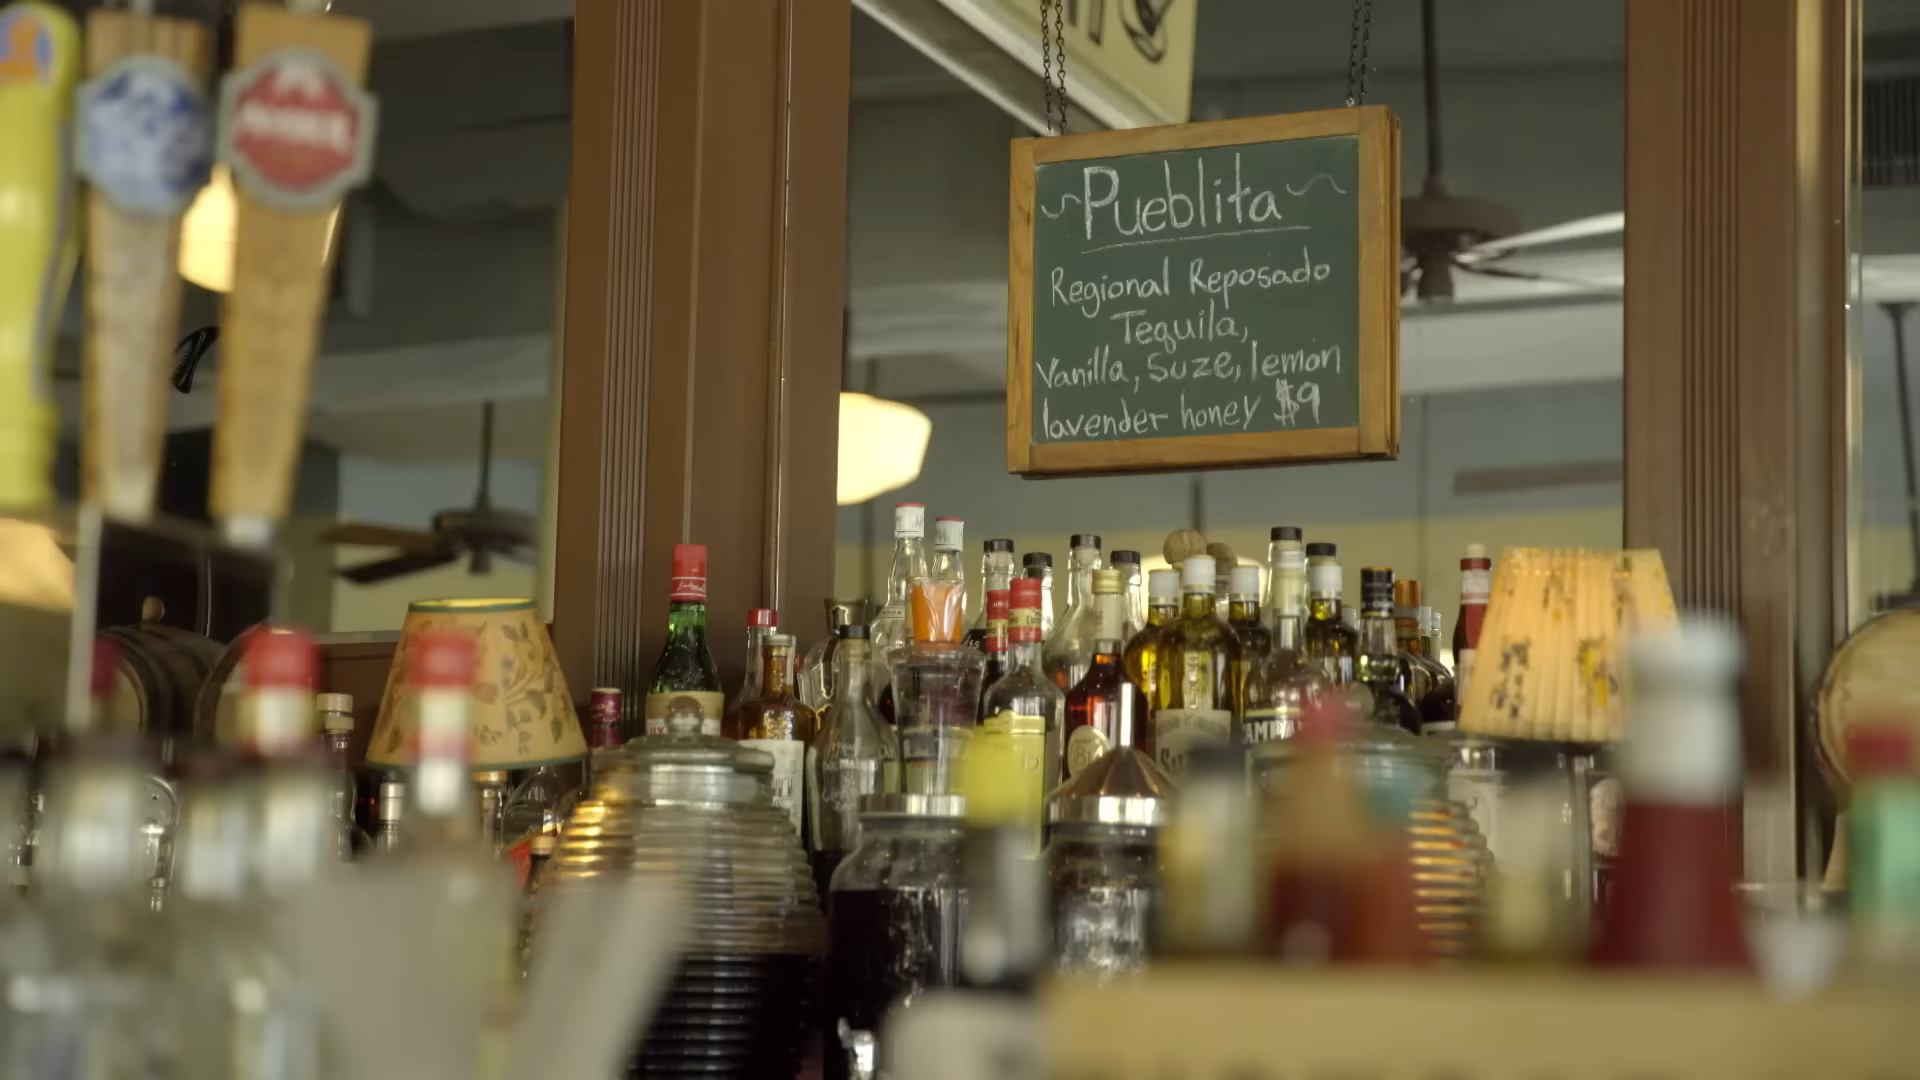 ~Pueblita~
Regional Reposado
Tequila,
Vanilla, Suze, lemon
lavender honey $9